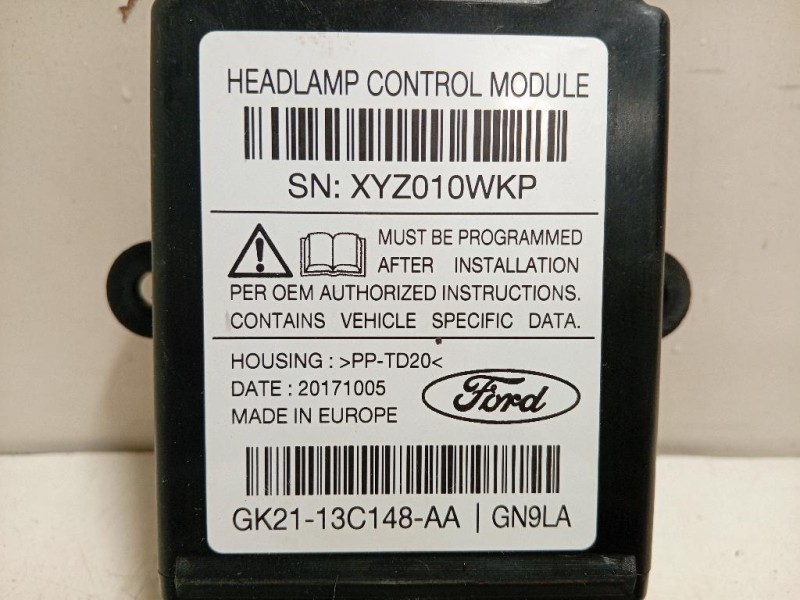 HEADLAMP CONTROL MODULE
SN: XYZ010WKP
MUST BE PROGRAMMED
AFTER INSTALLATION
PER OEM AUTHORIZED INSTRUCTIONS.
CONTAINS VEHICLE SPECIFIC DATA.
HOUSING : >PP-TD20<
DATE : 20171005
Ford
MADE IN EUROPE
GK21-13C148-AA | GN9LA